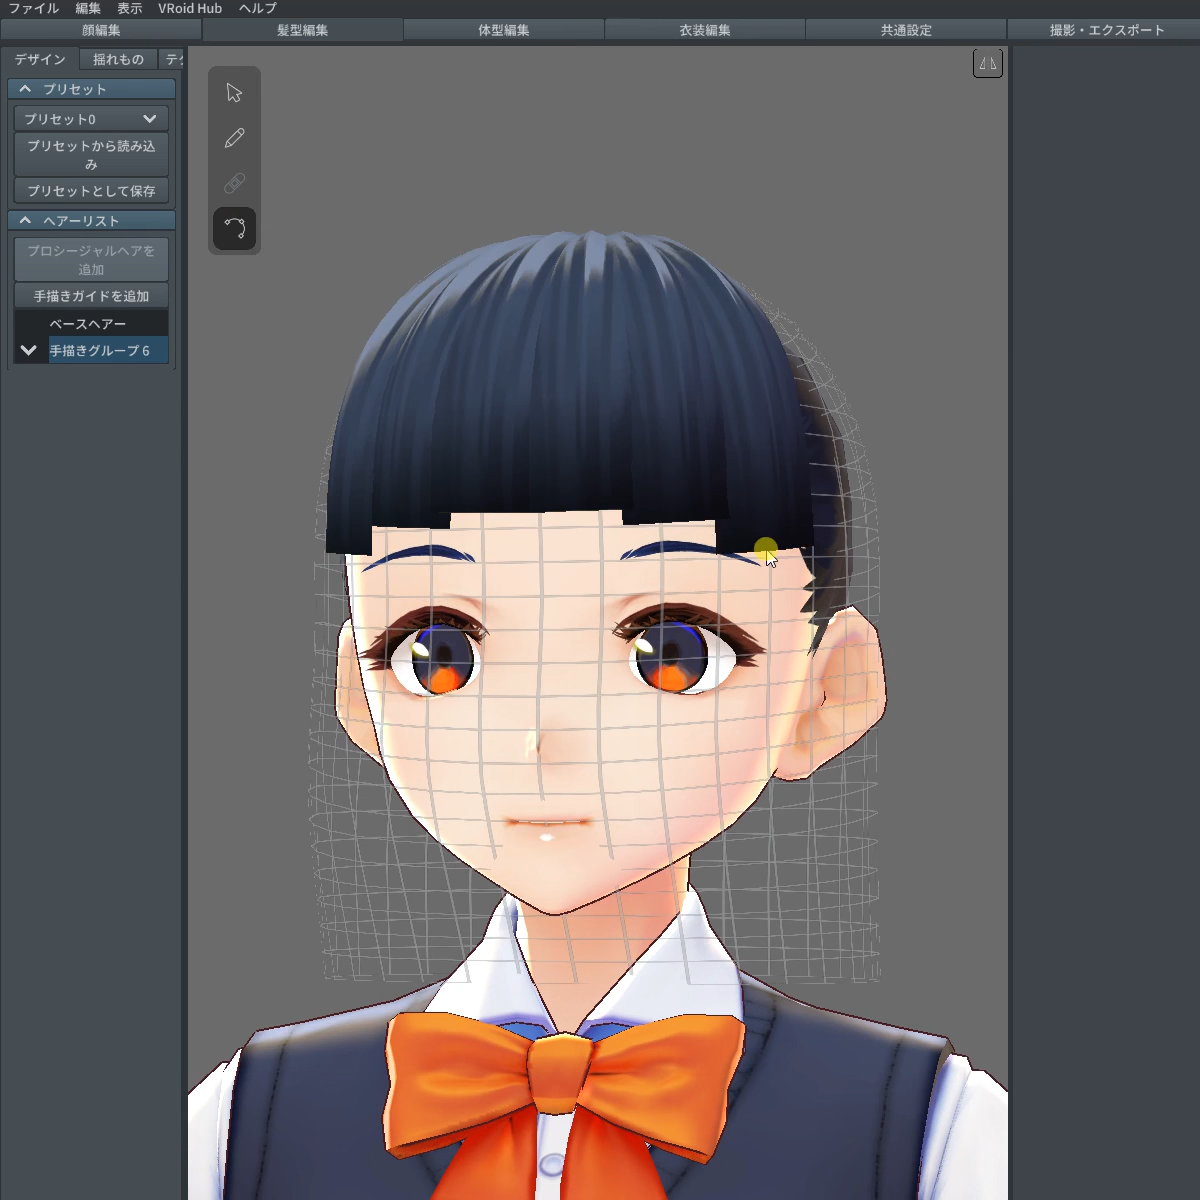 ファイル 編集 表示 VRoid Hub ヘルプ
顔編集 髪型編集 体型編集 衣装編集 共通設定 撮影・エクスポート
デザイン 揺れもの テク
プリセット
プリセット0
プリセットから読み込
み
プリセットとして保存
ヘアーリスト
プロシージャルヘアを
追加
手描きガイドを追加
ベースヘアー
手描きグループ 6